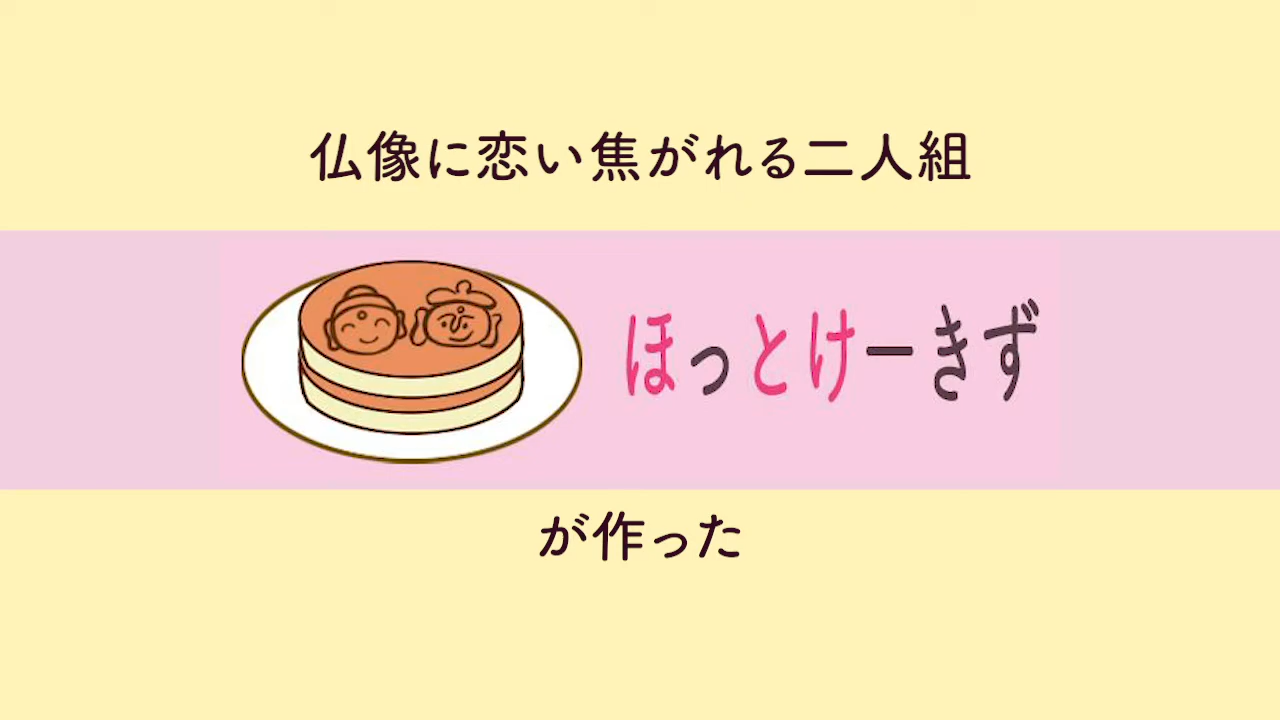 仏像に恋い焦がれる二人組
ほっとけーきず
が作った